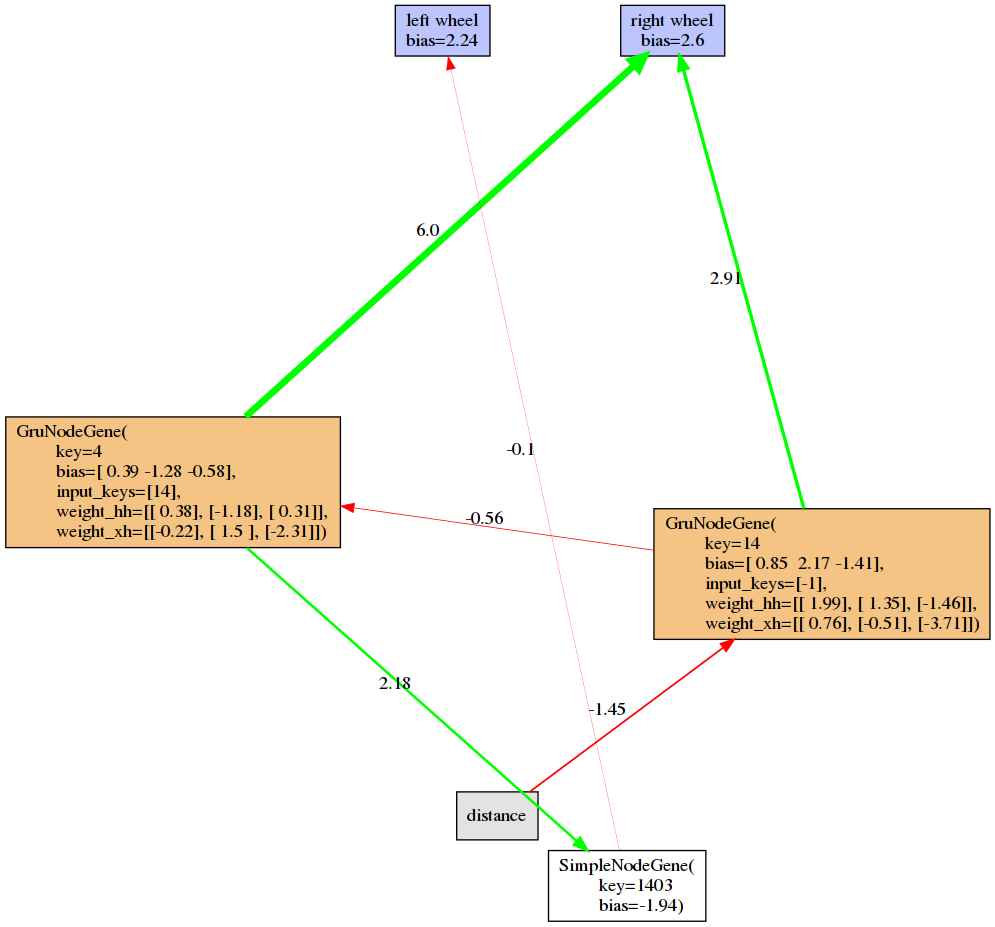 left wheel
bias=2.24
right wheel
bias=2.6
6.0
2.91
-0.1
GruNodeGene(
key=4
bias=[ 0.39 -1.28 -0.58],
input_keys=[14],
weight_hh=[[ 0.38], [-1.18], [ 0.31]],
weight_xh=[[-0.22], [ 1.5 ], [-2.31]])
-0.56
GruNodeGene(
key=14
bias=[ 0.85  2.17 -1.41],
input_keys=[-1],
weight_hh=[[ 1.99], [ 1.35], [-1.46]],
weight_xh=[[ 0.76], [-0.51], [-3.71]])
2.18
-1.45
distance
SimpleNodeGene(
key=1403
bias=-1.94)